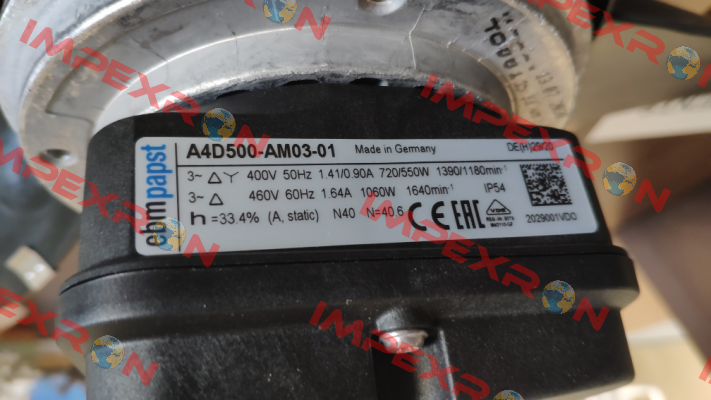 ebmpapst
A4D500-AM03-01 Made in Germany DE(H)29/20
3~ △ Y 400V 50Hz 1.41/0.90A 720/550W 1390/1180min⁻¹
3~ △ 460V 60Hz 1.64A 1060W 1640min⁻¹ IP54
η =33.4% (A, static) N40 N=40.6 CE EAC VDE
2029001VDO
IMPEXRON